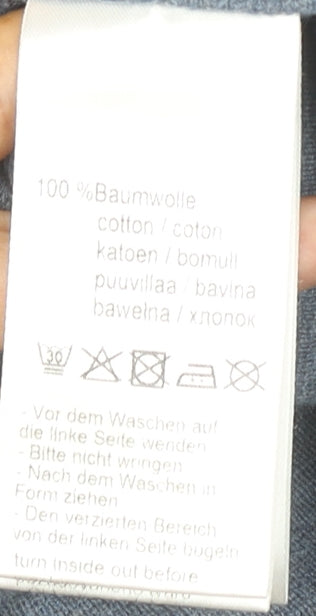 100 %Baumwolle
cotton / coton
katoen / bomull
puuvillaa / bavlna
bawelna / хлопок
30
- Vor dem Waschen auf
die linke Seite wenden
- Bitte nicht wringen
- Nach dem Waschen in
Form ziehen
- Den verzierten Bereich
von der linken Seite bügeln
turn inside out before